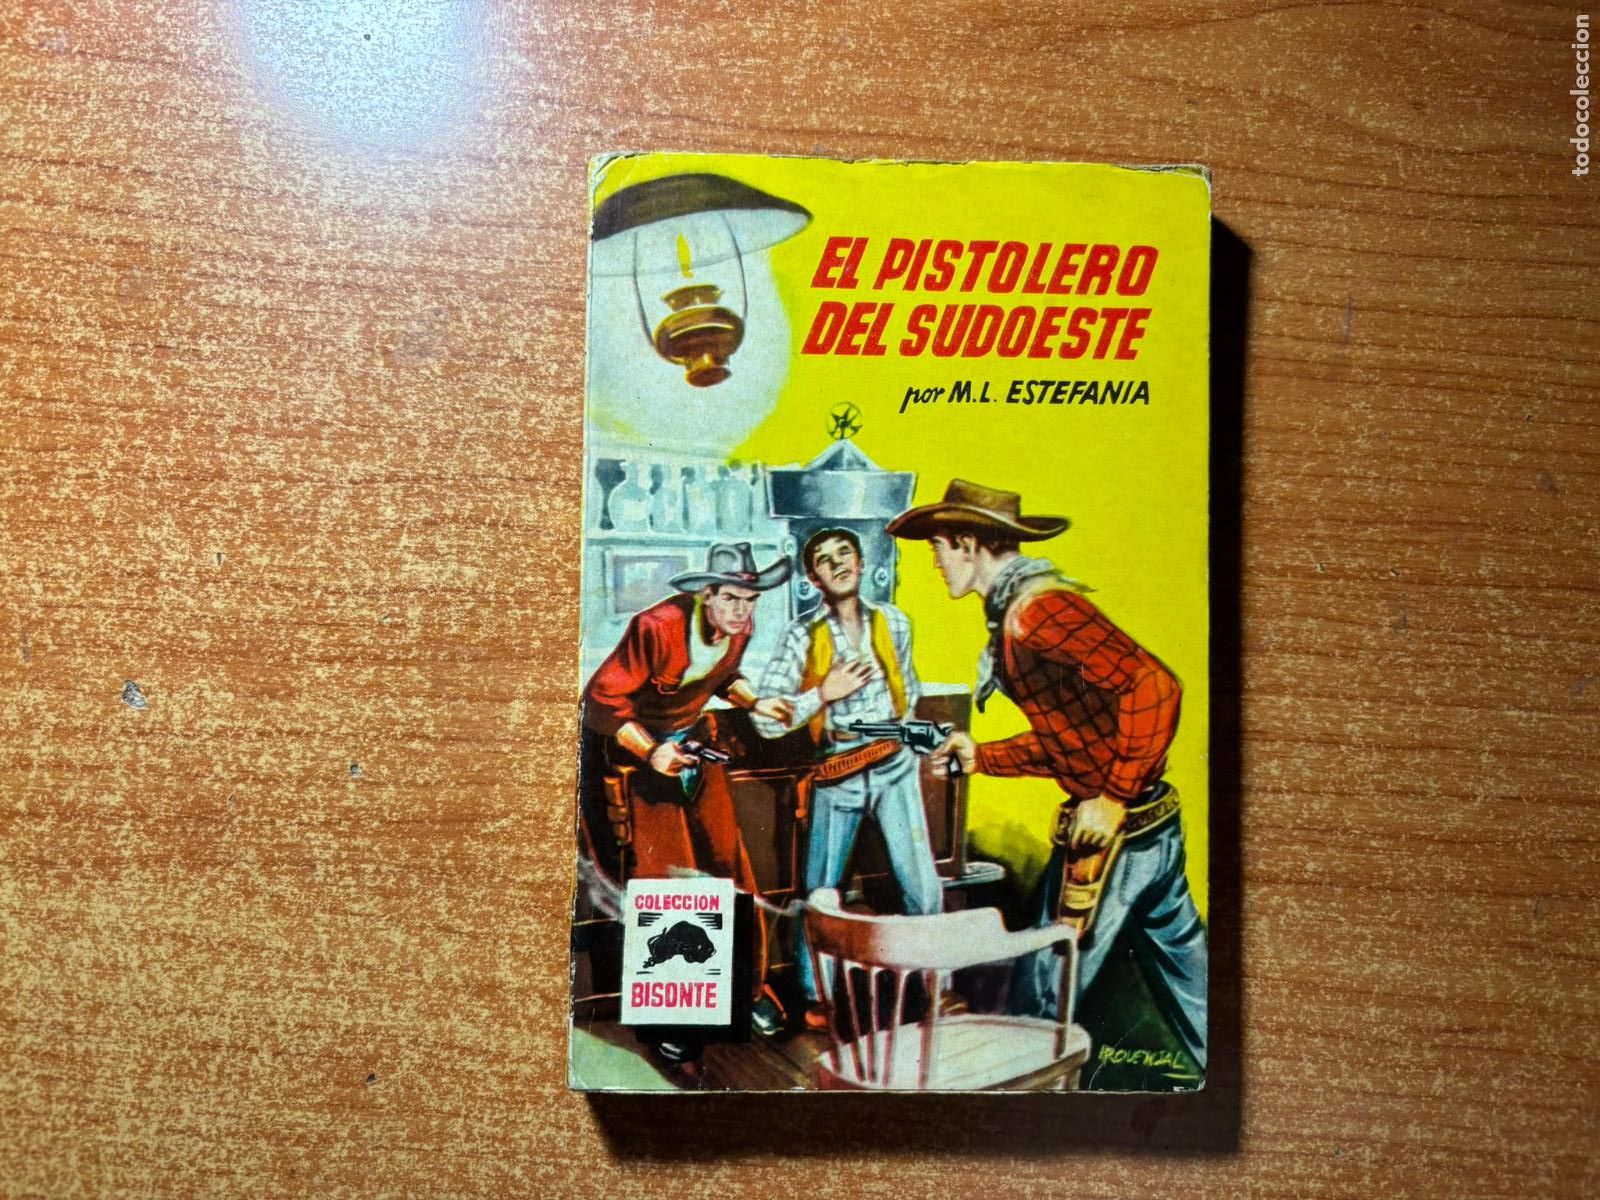 EL PISTOLERO
DEL SUDOESTE
por M.L. ESTEFANIA
COLECCION
BISONTE
PROVENZAL
todocoleccion